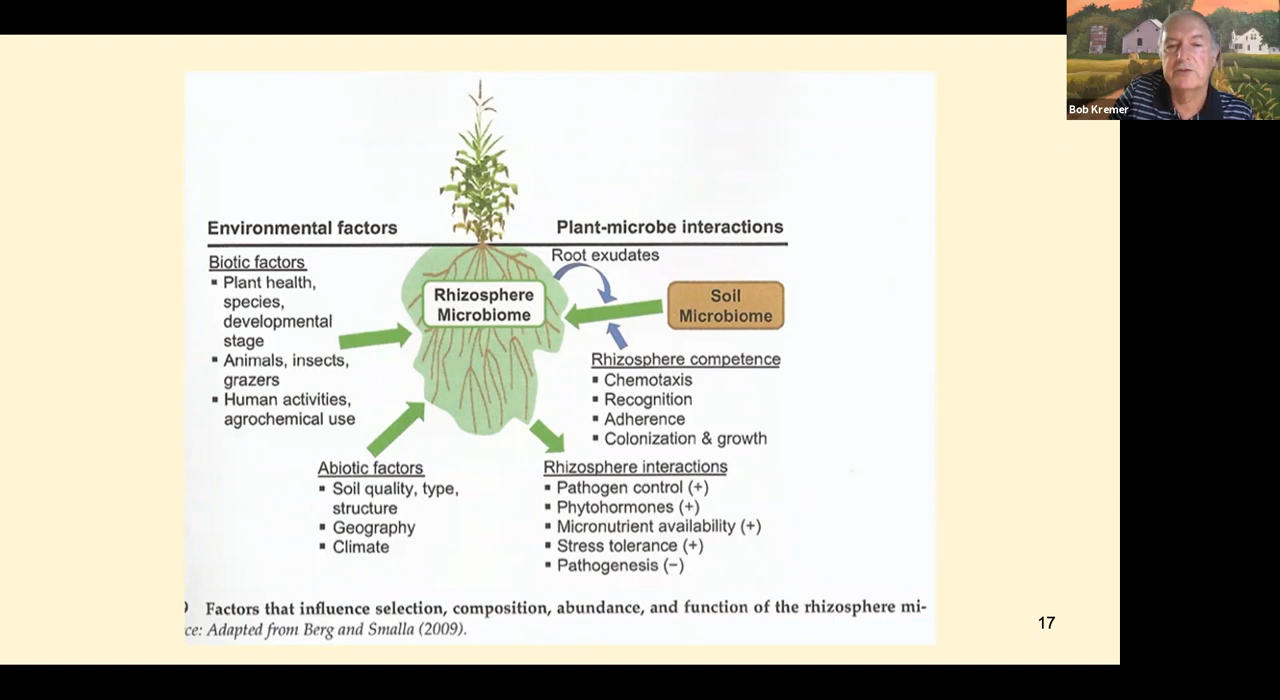 Bob Kremer
Environmental factors
Plant-microbe interactions
Biotic factors
▪ Plant health,
species,
developmental
stage
▪ Animals, insects,
grazers
▪ Human activities,
agrochemical use
Root exudates
Rhizosphere
Microbiome
Soil
Microbiome
Rhizosphere competence
▪ Chemotaxis
▪ Recognition
▪ Adherence
▪ Colonization & growth
Abiotic factors
▪ Soil quality, type,
structure
▪ Geography
▪ Climate
Rhizosphere interactions
▪ Pathogen control (+)
▪ Phytohormones (+)
▪ Micronutrient availability (+)
▪ Stress tolerance (+)
▪ Pathogenesis (−)
Factors that influence selection, composition, abundance, and function of the rhizosphere mi-
ce: Adapted from Berg and Smalla (2009).
17